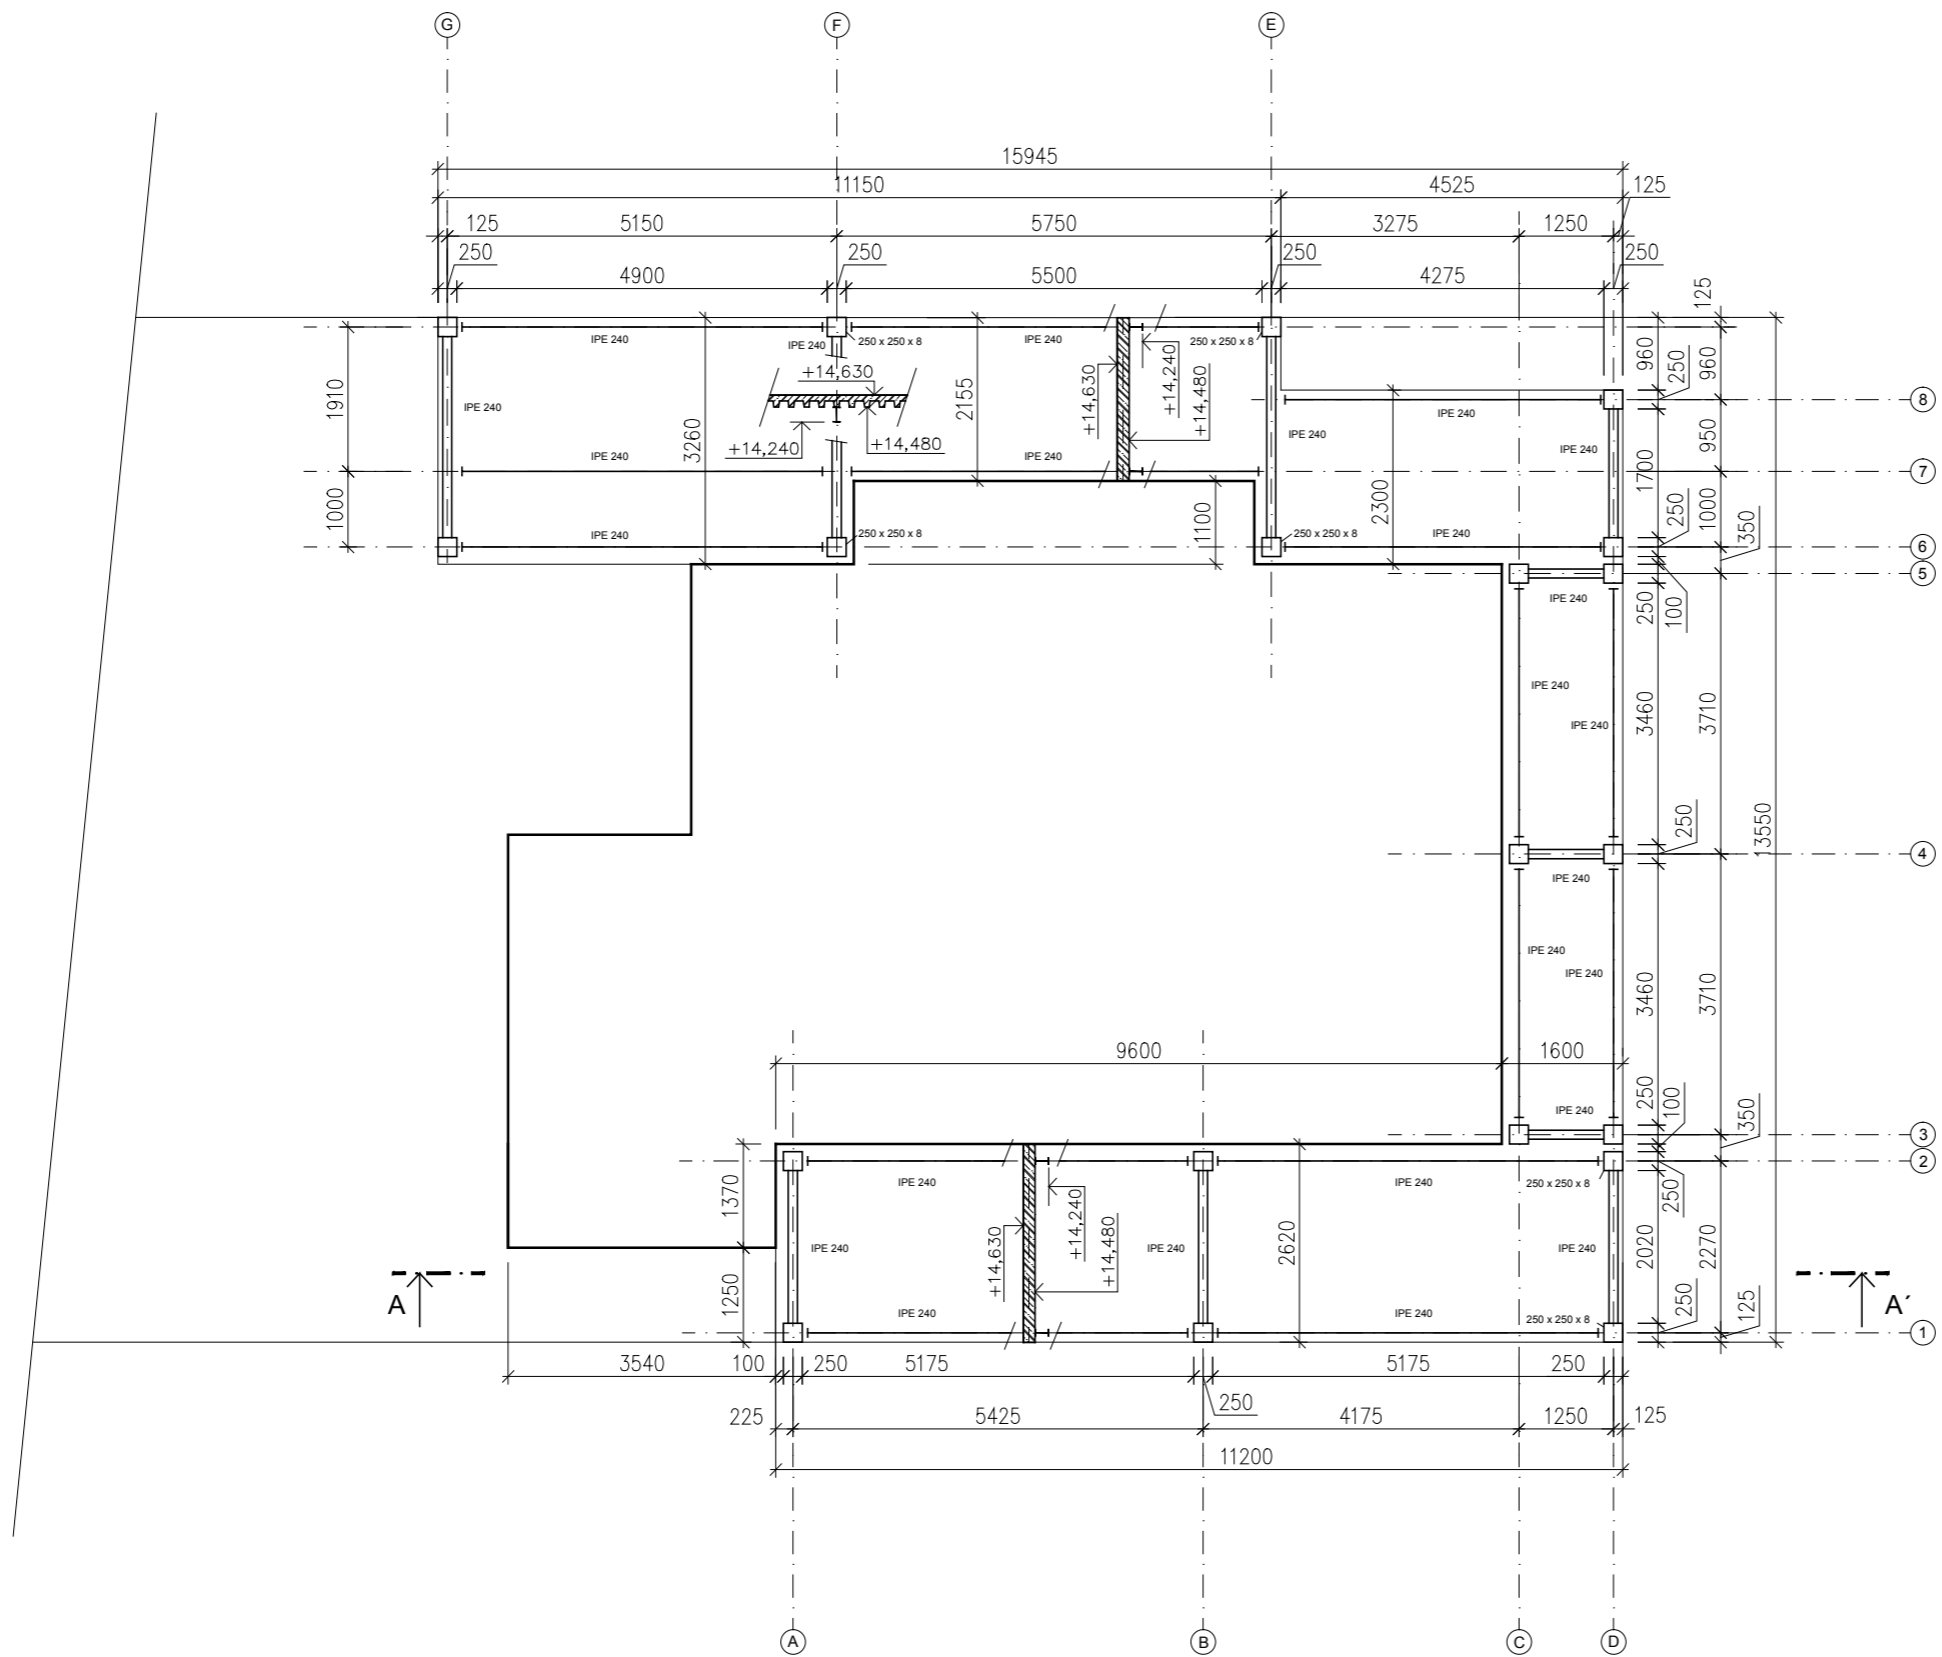 G F E
15945
11150 4525 125
125 5150 5750 3275 1250
250 250 250 250
4900 5500 4275
125
IPE 240 IPE 240 250 x 250 x 8 IPE 240 250 x 250 x 8
1910 3260 2155 960 250 960
+14,630 +14,630 +14,240 +14,480
IPE 240 IPE 240 8
+14,240 +14,480
IPE 240 IPE 240 IPE 240 1700 950
IPE 240 IPE 240 7
1000 2300 1100 250 1000 350
IPE 240 250 x 250 x 8 250 x 250 x 8 IPE 240 6
5
IPE 240 250 100
IPE 240 3460 3710
IPE 240
250 13550
4
IPE 240
IPE 240
IPE 240 3460 3710
9600 1600
IPE 240 250 100 350
3
2
IPE 240 IPE 240 250 x 250 x 8 250
1370 +14,630 +14,240 +14,480 2620 2020 2270
IPE 240 IPE 240 IPE 240
A A´
1250 250 125
IPE 240 IPE 240 250 x 250 x 8
1
3540 100 250 5175 5175 250
250
225 5425 4175 1250 125
11200
A B C D